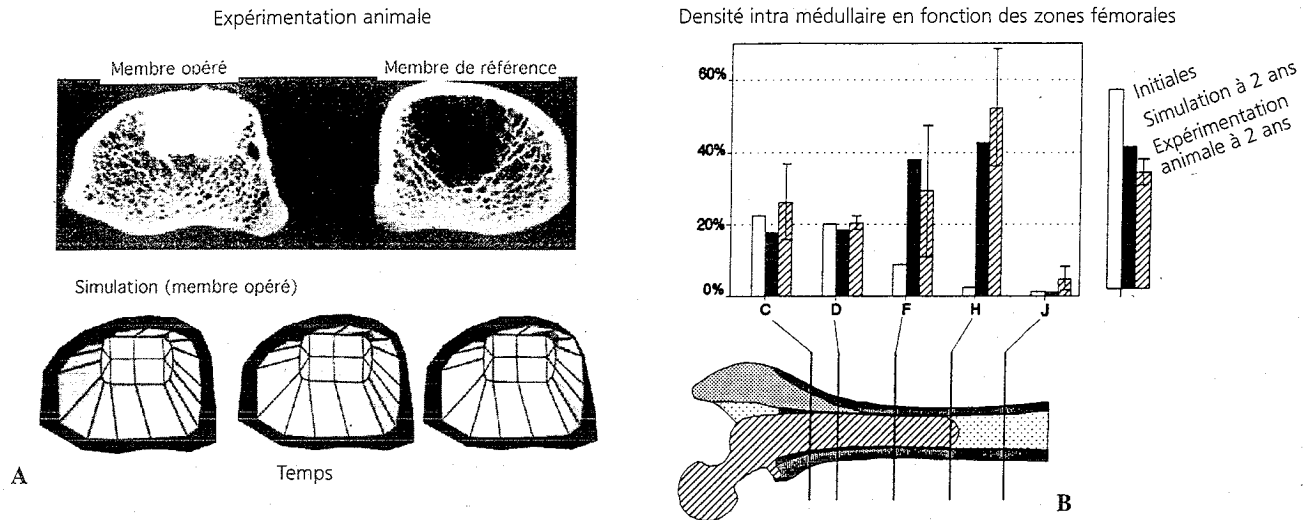 Expérimentation animale
Membre opéré
Membre de référence
Simulation (membre opéré)
Temps
A
Densité intra médullaire en fonction des zones fémorales
60%
40%
20%
0%
C D F H J
Initiales
Simulation à 2 ans
Expérimentation
animale à 2 ans
B